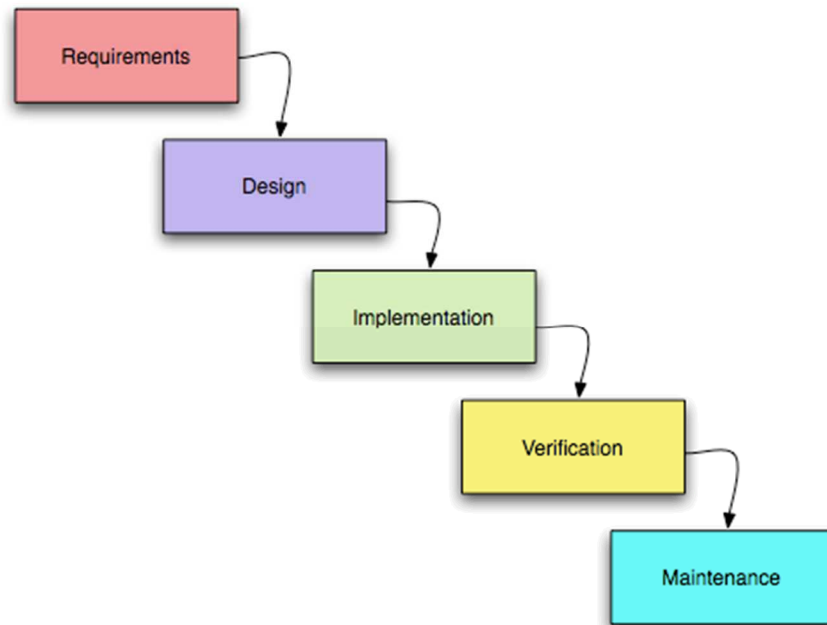 Requirements
Design
Implementation
Verification
Maintenance